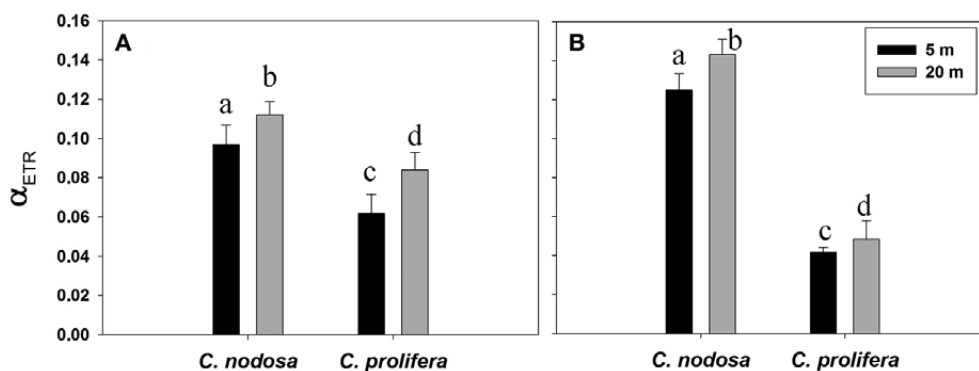 0.16
A
B
5 m
20 m
0.14
b
a
b
0.12
a
0.10
d
0.08
c
0.06
d
c
0.04
0.02
0.00
αETR
C. nodosa C. prolifera C. nodosa C. prolifera